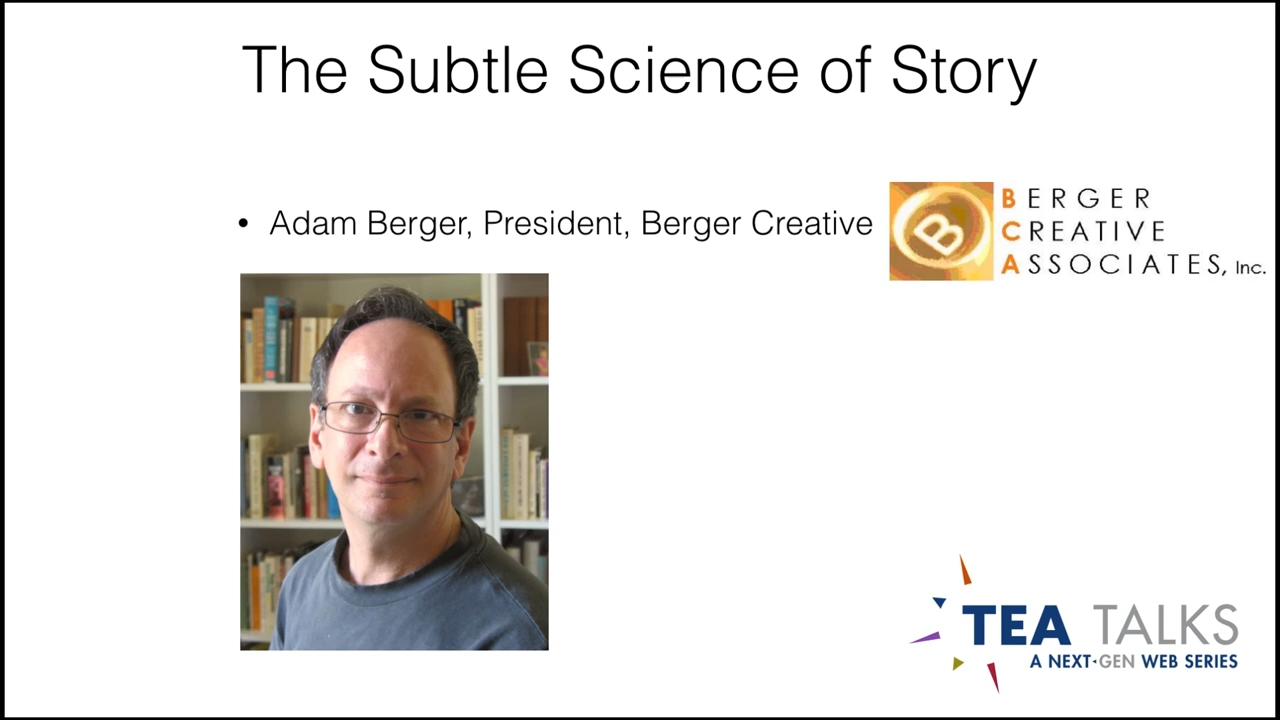 The Subtle Science of Story
• Adam Berger, President, Berger Creative
B
BERGER
CREATIVE
ASSOCIATES, Inc.
TEA TALKS
A NEXT-GEN WEB SERIES